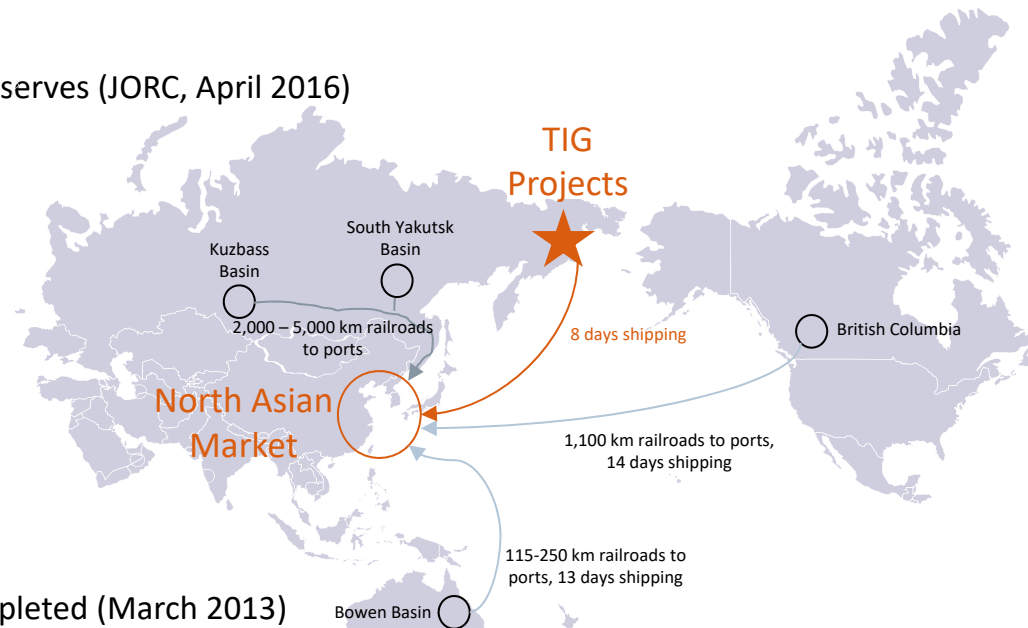 serves (JORC, April 2016)
TIG
Projects
South Yakutsk
Basin
Kuzbass
Basin
2,000 – 5,000 km railroads
to ports
8 days shipping
British Columbia
North Asian
Market
1,100 km railroads to ports,
14 days shipping
115-250 km railroads to
ports, 13 days shipping
pleted (March 2013)
Bowen Basin